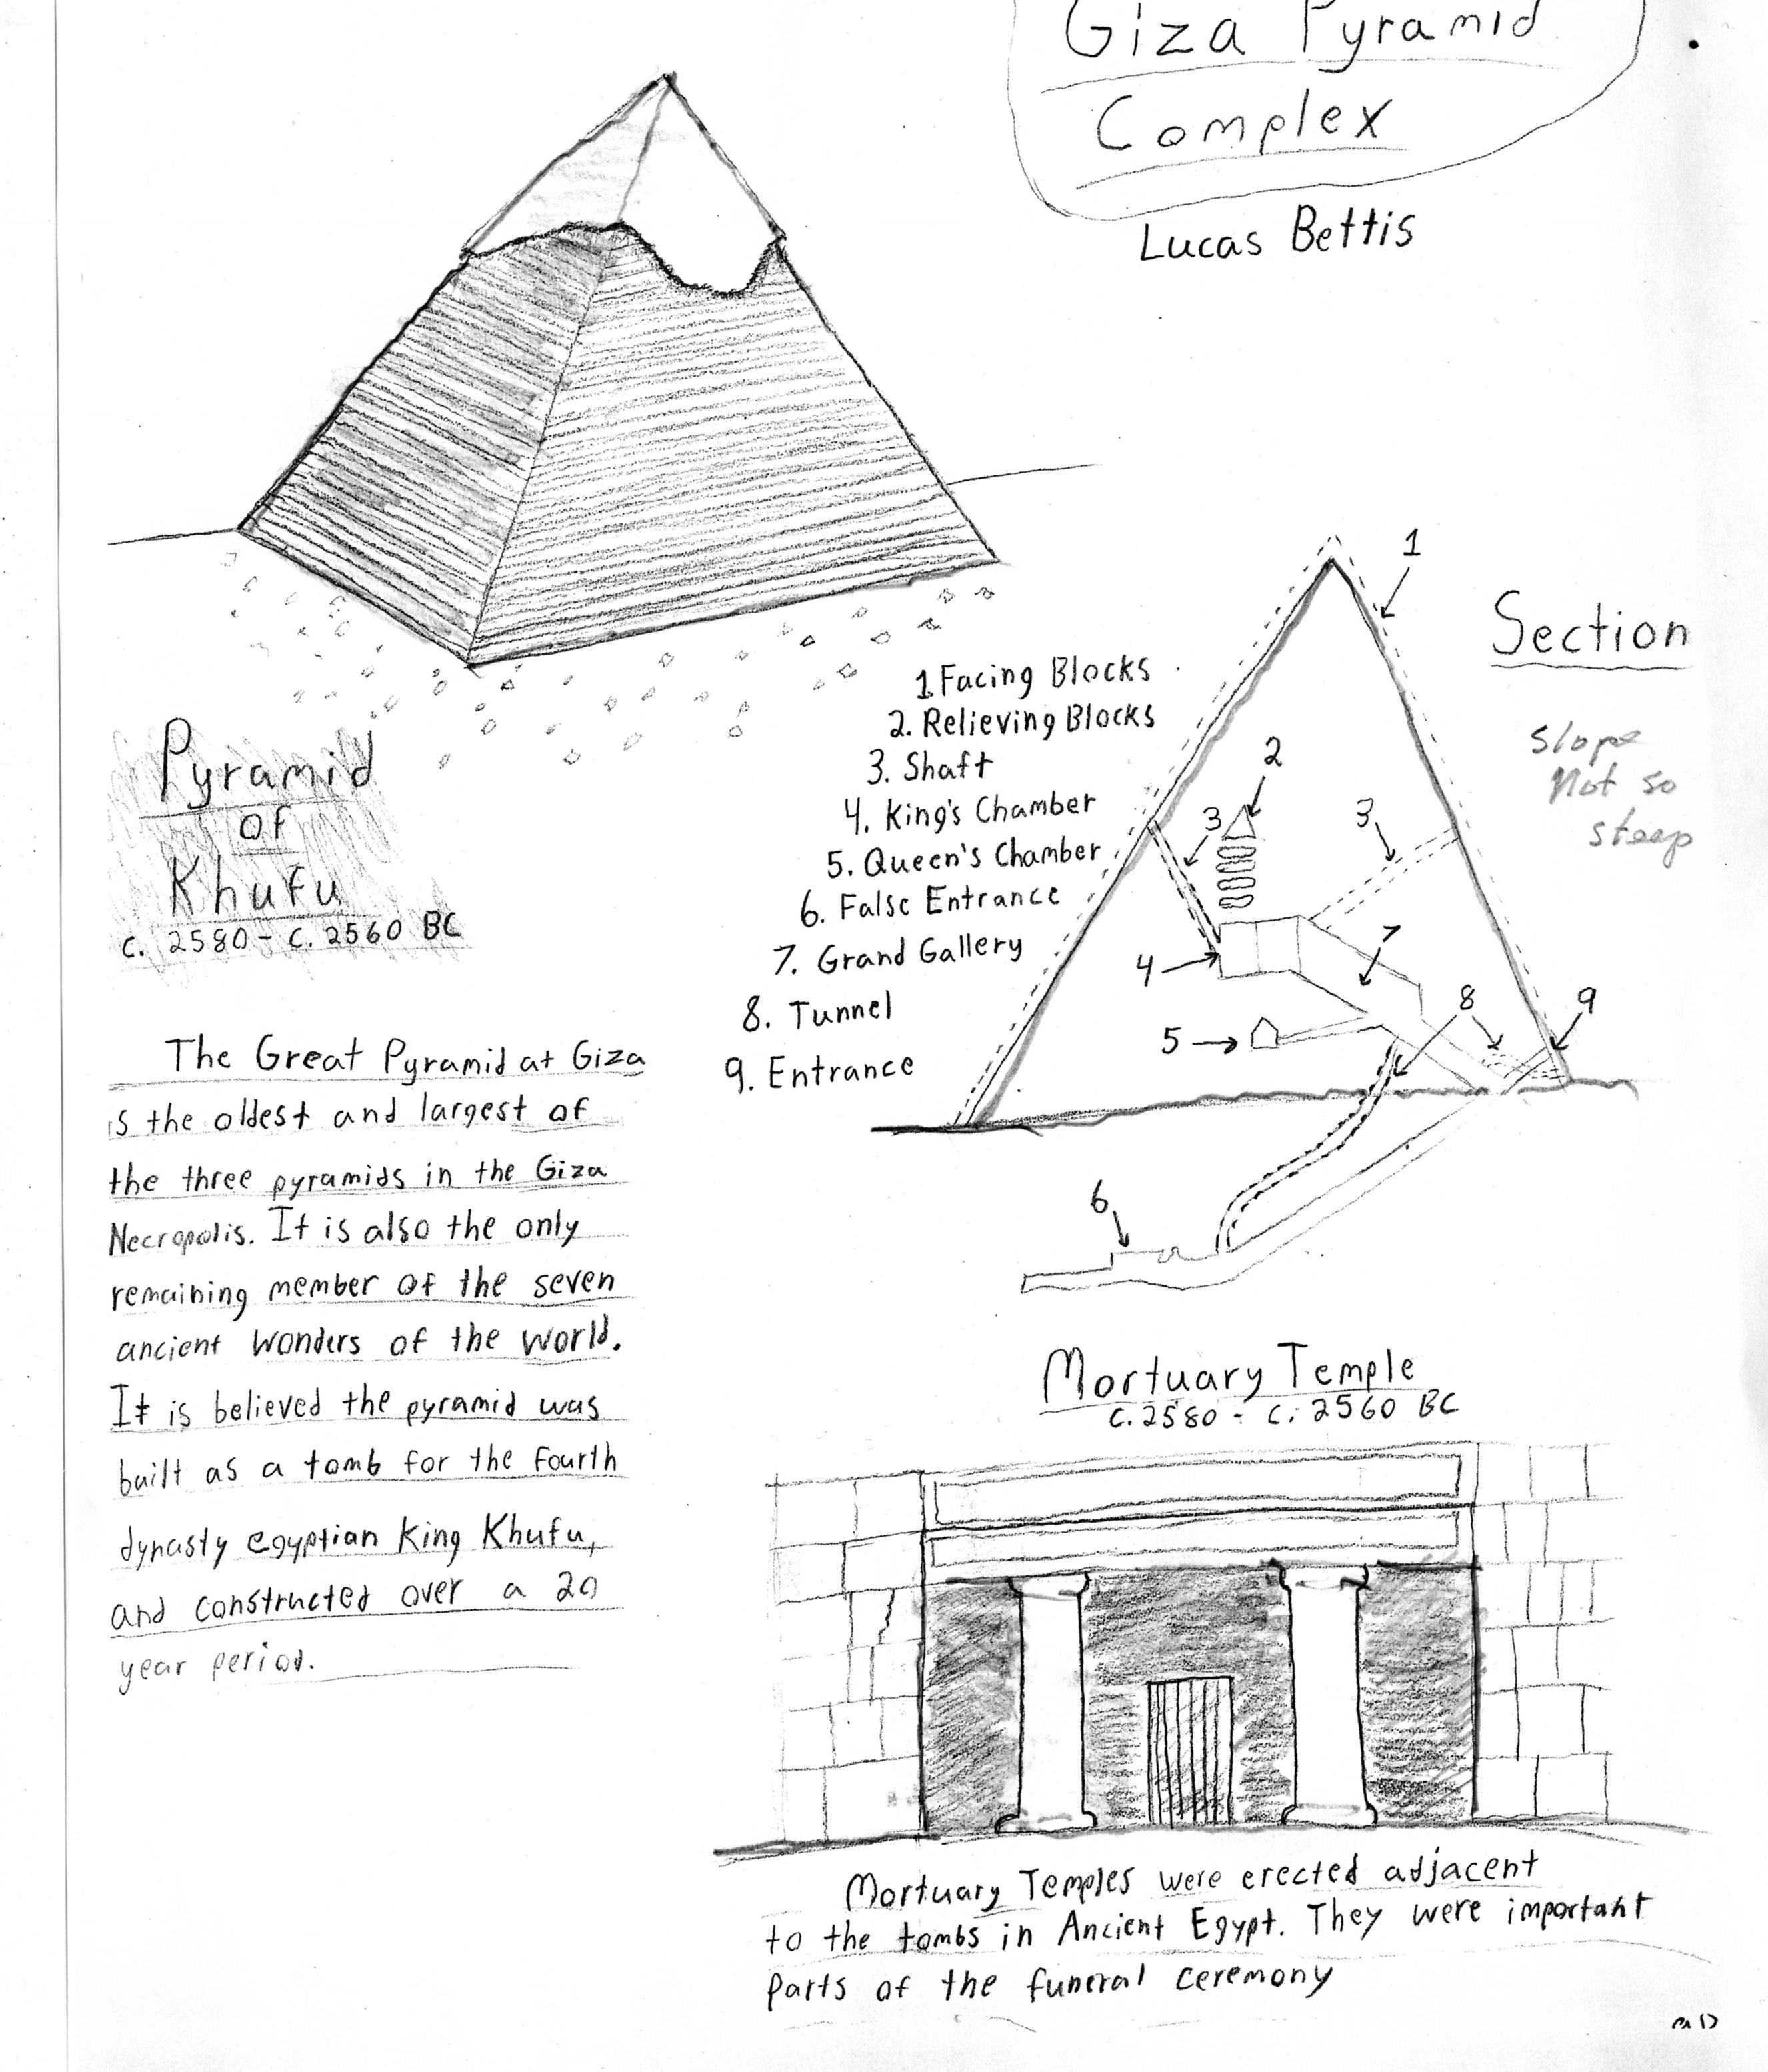 Giza Pyramid
Complex
Lucas Bettis
1
Section
1 Facing Blocks
2. Relieving Blocks
3. Shaft
4. King's Chamber
5. Queen's Chamber
6. False Entrance
7. Grand Gallery
8. Tunnel
9. Entrance
2
3
3
4
7
5
8
9
6
slope
Not so
steep
Pyramid
of
Khufu
c. 2580 - c. 2560 BC
The Great Pyramid at Giza
is the oldest and largest of
the three pyramids in the Giza
Necropolis. It is also the only
remaining member of the seven
ancient wonders of the world.
It is believed the pyramid was
built as a tomb for the fourth
dynasty egyptian king Khufu,
and constructed over a 20
year period.
Mortuary Temple
c. 2580 - c. 2560 BC
Mortuary Temples were erected adjacent
to the tombs in Ancient Egypt. They were important
parts of the funeral ceremony